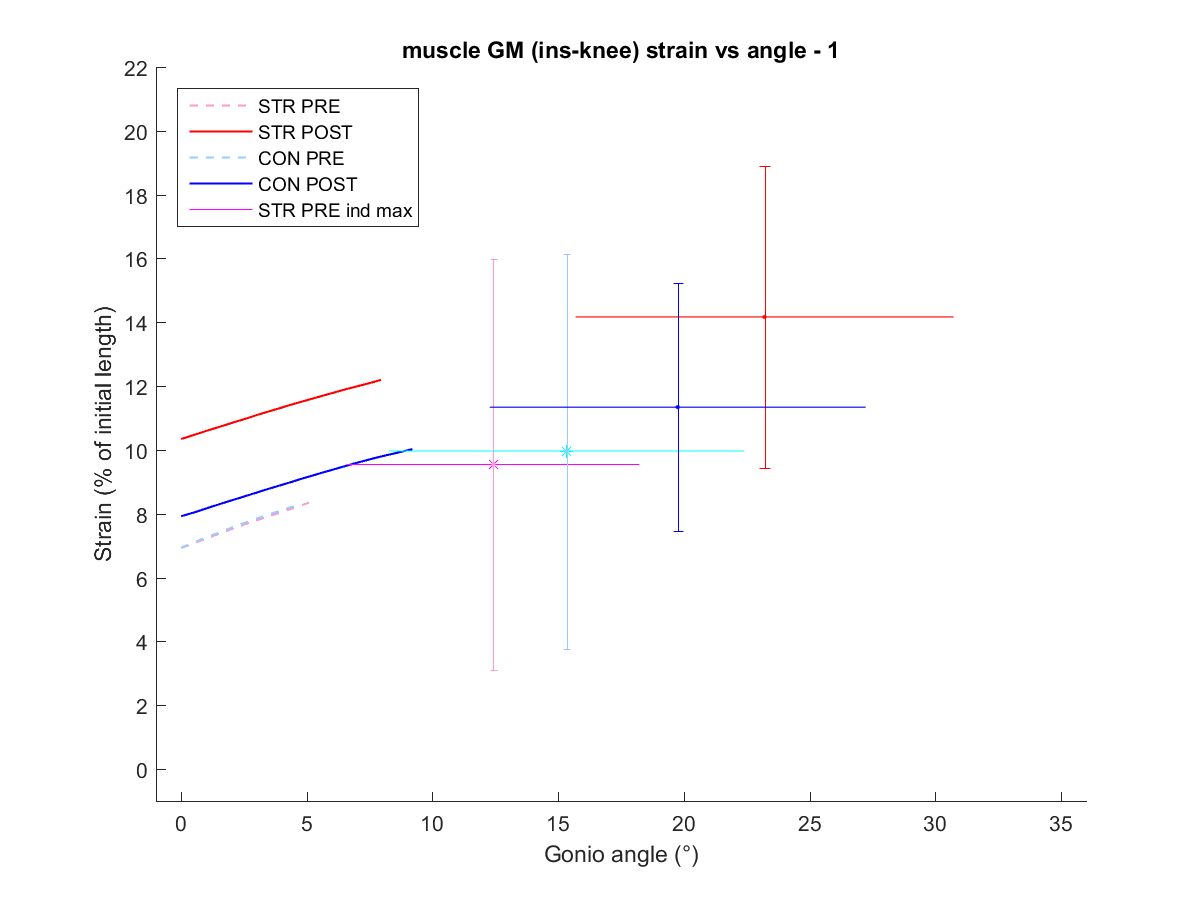 muscle GM (ins-knee) strain vs angle - 1
22
20
18
16
14
12
10
8
6
4
2
0
Strain (% of initial length)
STR PRE
STR POST
CON PRE
CON POST
STR PRE ind max
0 5 10 15 20 25 30 35
Gonio angle (°)